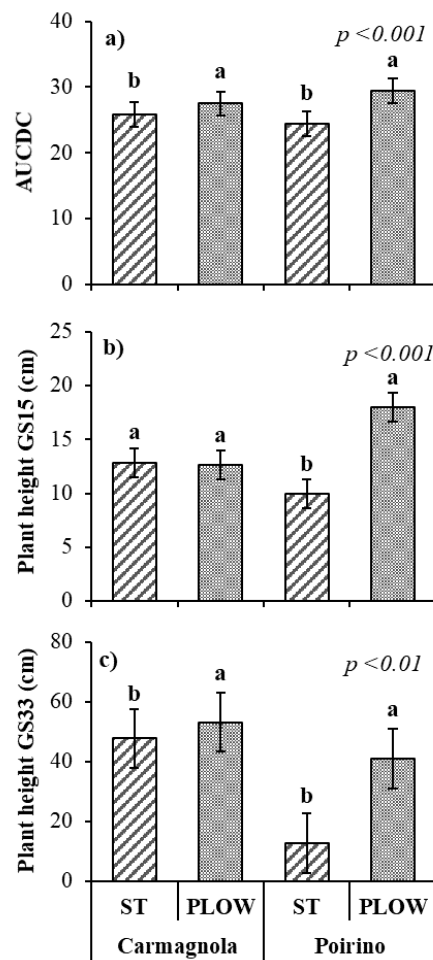 a)
p <0.001
AUCDC
40
30
20
10
0
b a b a
b)
p <0.001
Plant height GS15 (cm)
25
20
15
10
5
0
a a b a
c)
p <0.01
Plant height GS33 (cm)
80
60
40
20
0
b a b a
ST PLOW ST PLOW
Carmagnola Poirino